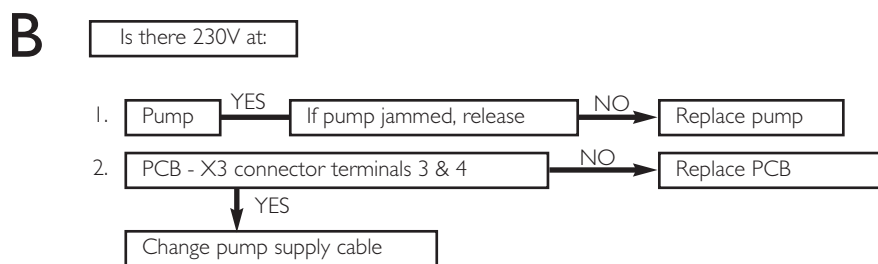 B
Is there 230V at:
1. Pump YES If pump jammed, release NO Replace pump
2. PCB - X3 connector terminals 3 & 4 NO Replace PCB
YES
Change pump supply cable